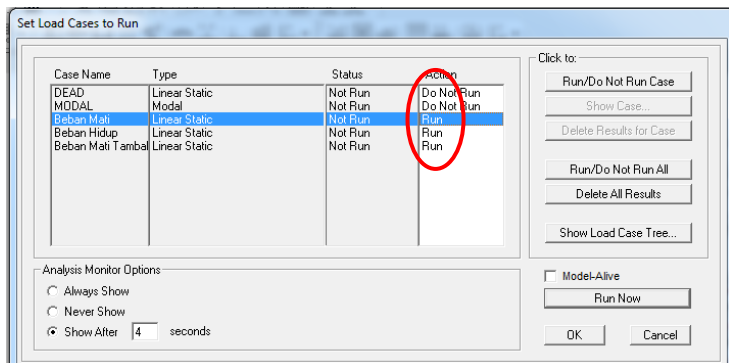 Set Load Cases to Run
Case Name Type Status Action
DEAD Linear Static Not Run Do Not Run
MODAL Modal Not Run Do Not Run
Beban Mati Linear Static Not Run Run
Beban Hidup Linear Static Not Run Run
Beban Mati Tambal Linear Static Not Run Run
Click to:
Run/Do Not Run Case
Show Case...
Delete Results for Case
Run/Do Not Run All
Delete All Results
Show Load Case Tree...
Analysis Monitor Options
Always Show
Never Show
Show After 4 seconds
Model-Alive
Run Now
OK Cancel